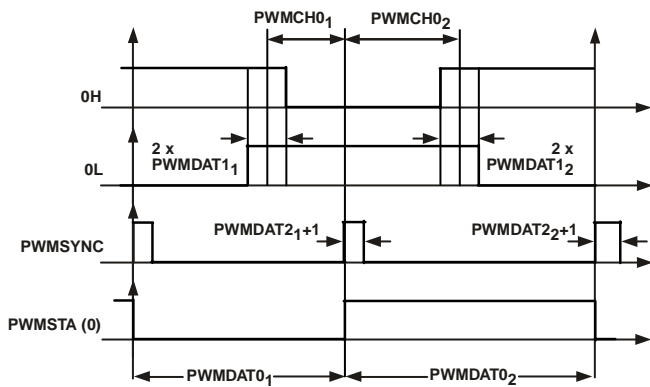 PWMCH0₁ PWMCH0₂
0H
2 x 2 x
PWMDAT1₁ PWMDAT1₂
0L
PWMDAT2₁+1 PWMDAT2₂+1
PWMSYNC
PWMSTA (0)
PWMDAT0₁ PWMDAT0₂